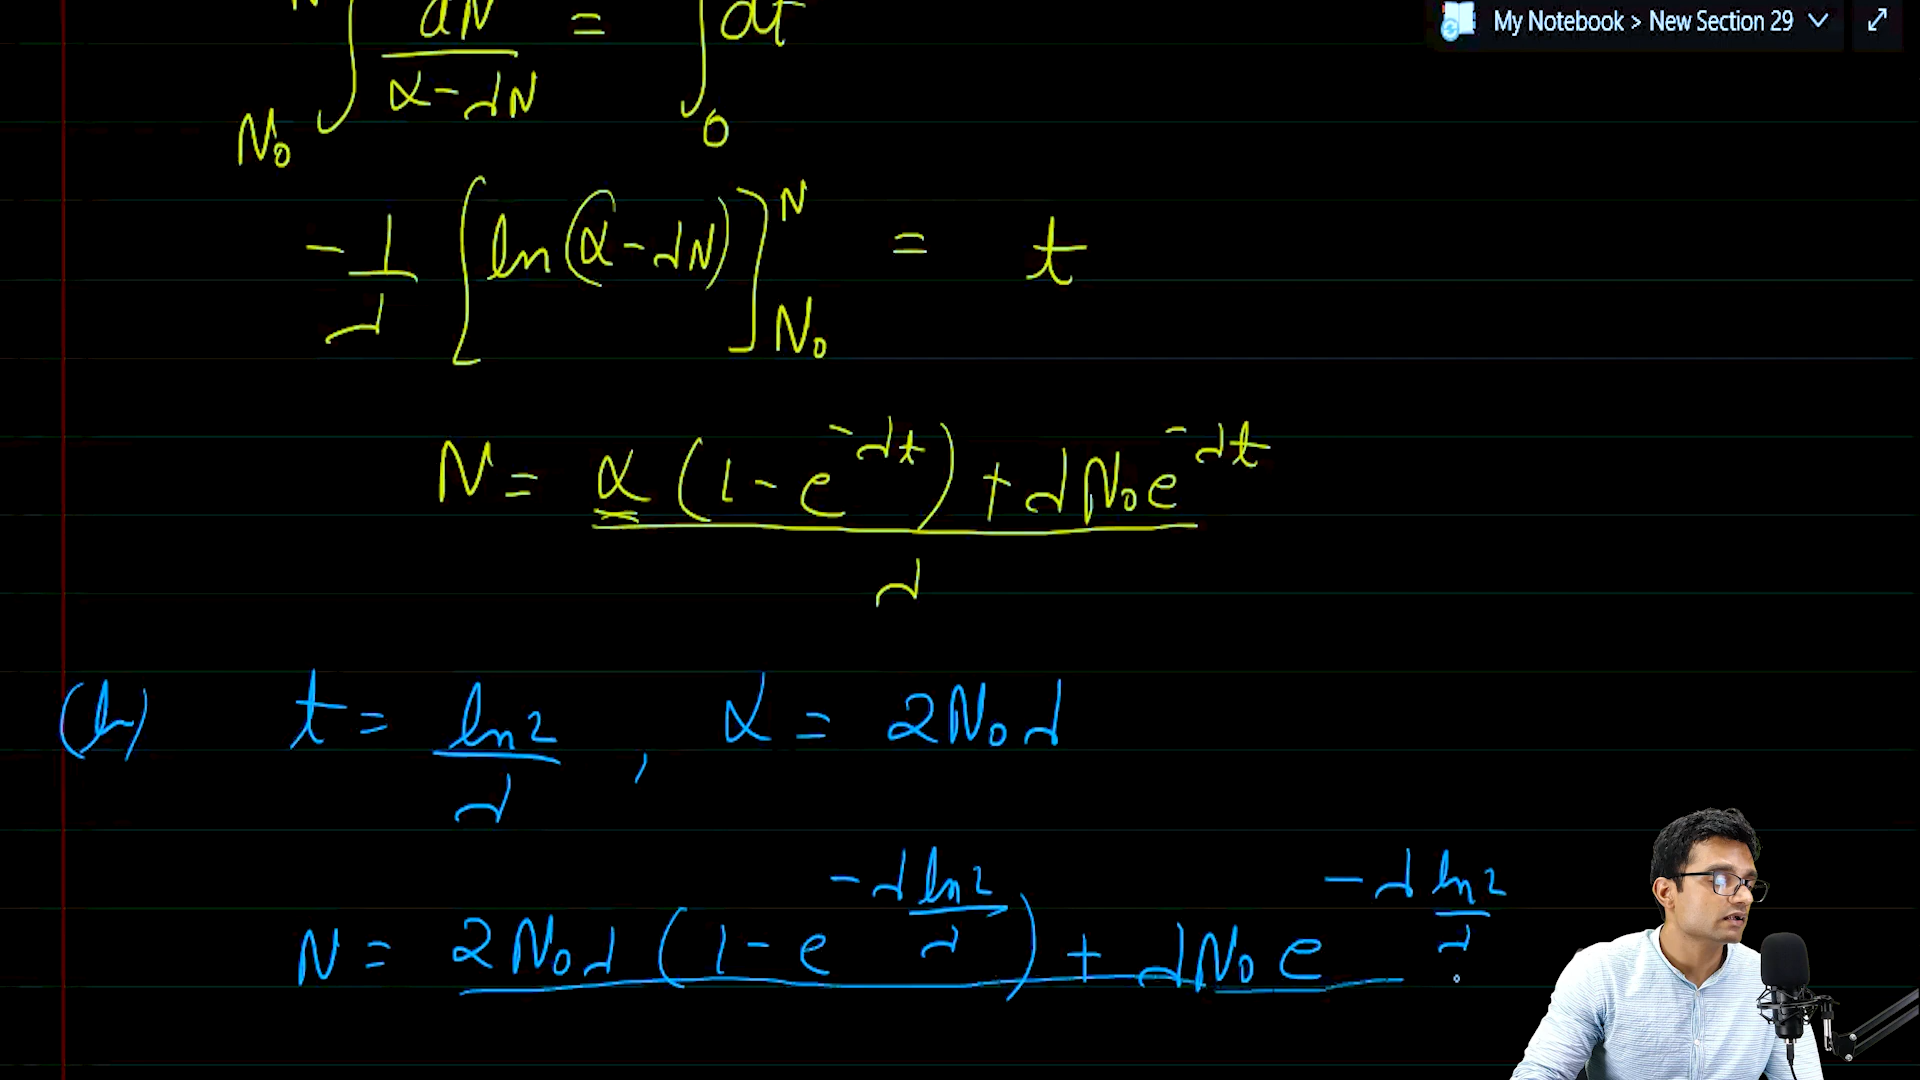 My Notebook > New Section 29
N ∫ dN / (α - λN) = ∫ dt
N₀ 0
-1/λ [ln(α - λN)] N N₀ = t
N = (α(1 - e^(-λt)) + λN₀e^(-λt)) / λ
(b) t = ln2/λ , α = 2N₀λ
N = 2N₀λ(1 - e^(-λ ln2/λ)) + λN₀e^(-λ ln2/λ)